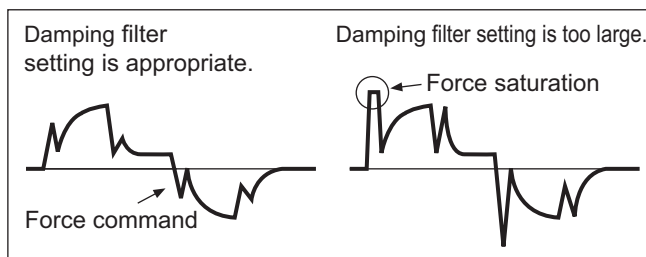 Damping filter
setting is appropriate.
Force command
Damping filter setting is too large.
Force saturation